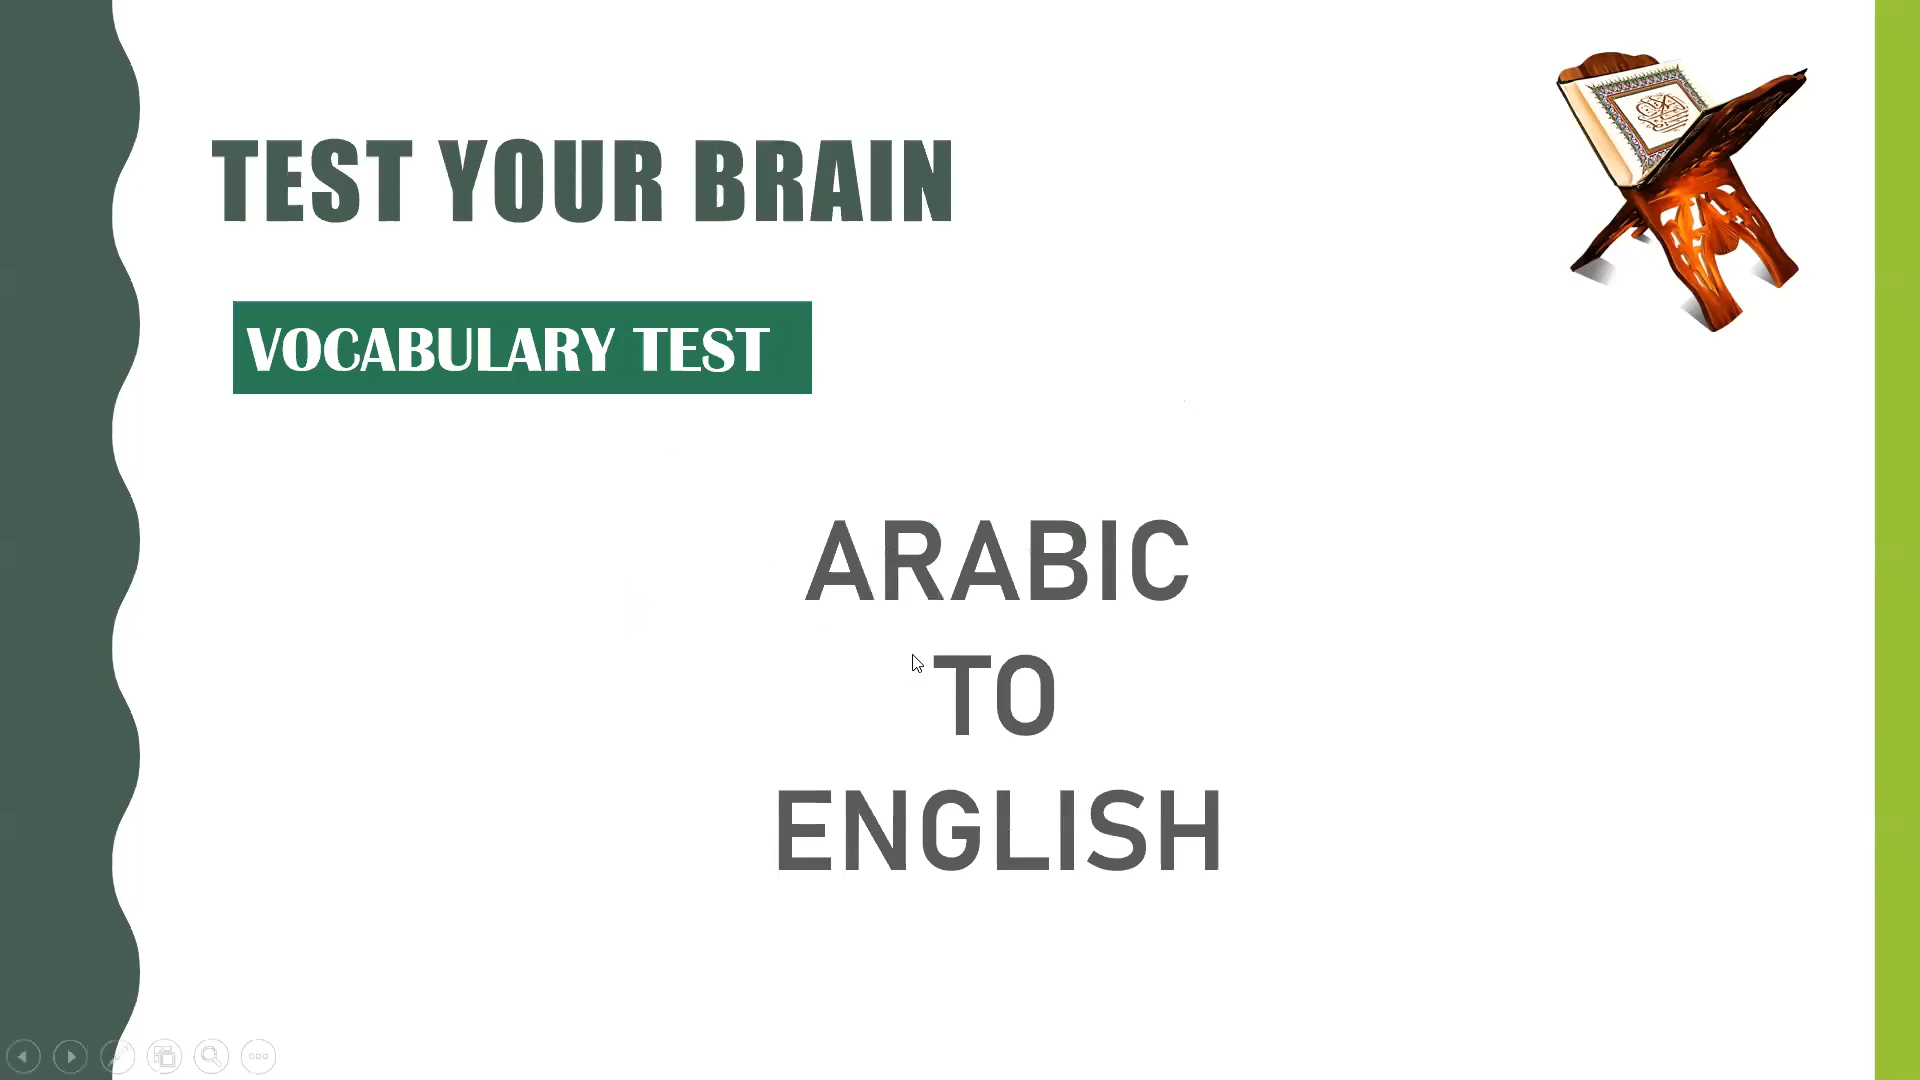 TEST YOUR BRAIN
VOCABULARY TEST
ARABIC
TO
ENGLISH